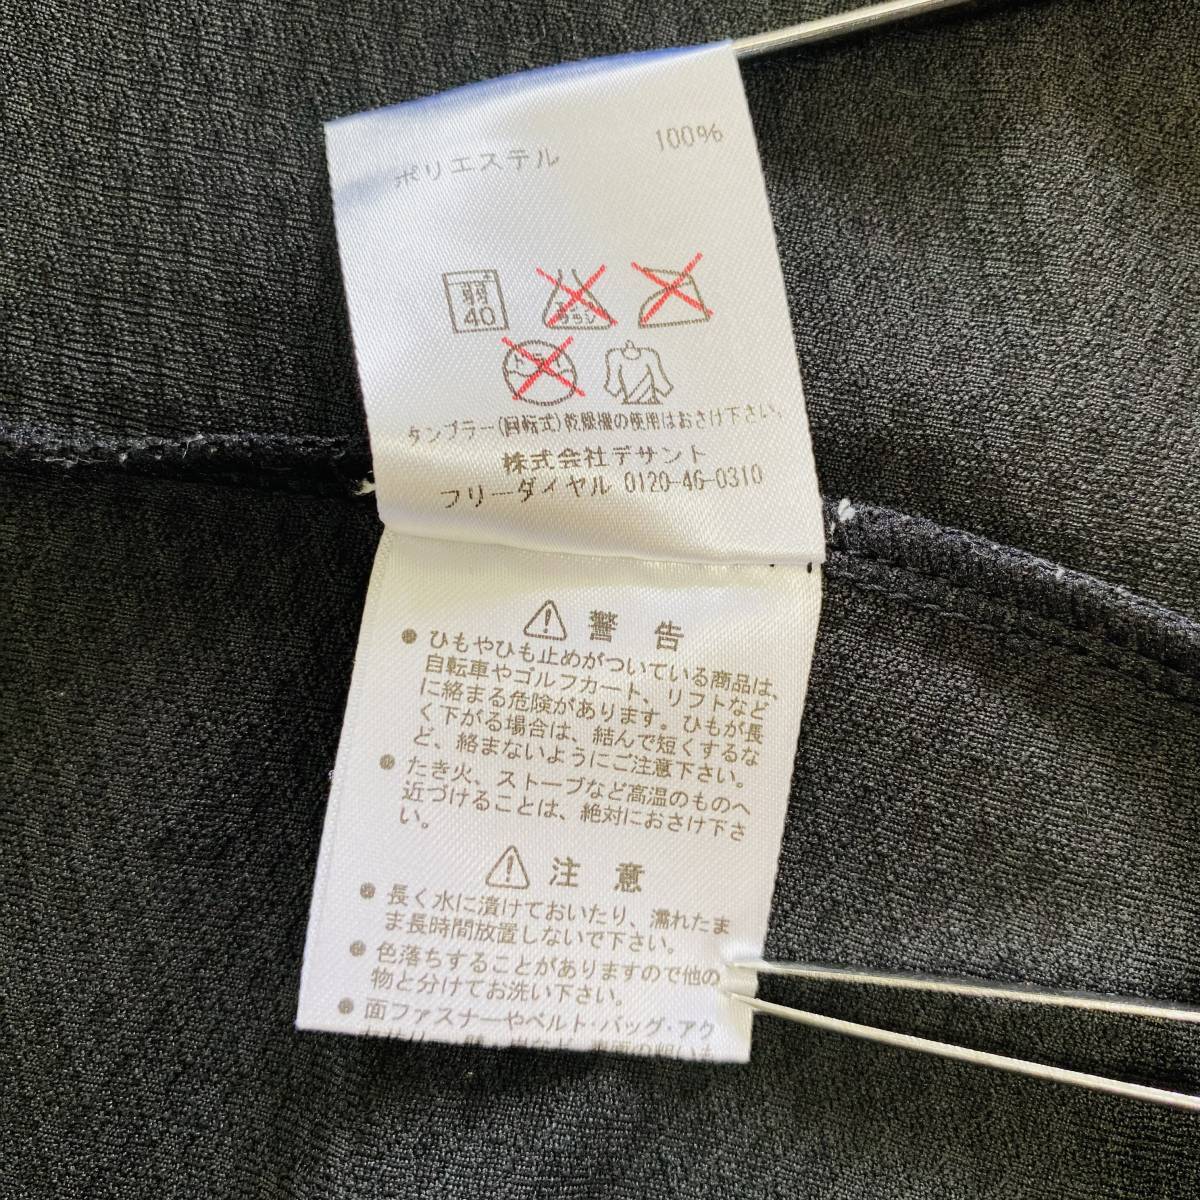 ポリエステル 100%
弱
40
エンソ
サラシ
ドライ
タンブラー(回転式)乾燥機の使用はおさけ下さい。
株式会社デサント
フリーダイヤル 0120-46-0310
警 告
● ひもやひも止めがついている商品は、
自転車やゴルフカート、リフトなど
に絡まる危険があります。ひもが長
く下がる場合は、結んで短くするな
ど、絡まないようにご注意下さい。
● たき火、ストーブなど高温のものへ
近づけることは、絶対におさけ下さ
い。
注 意
● 長く水に漬けておいたり、濡れたま
ま長時間放置しないで下さい。
● 色落ちすることがありますので他の
物と分けてお洗い下さい。
● 面ファスナーやベルト・バッグ・アク